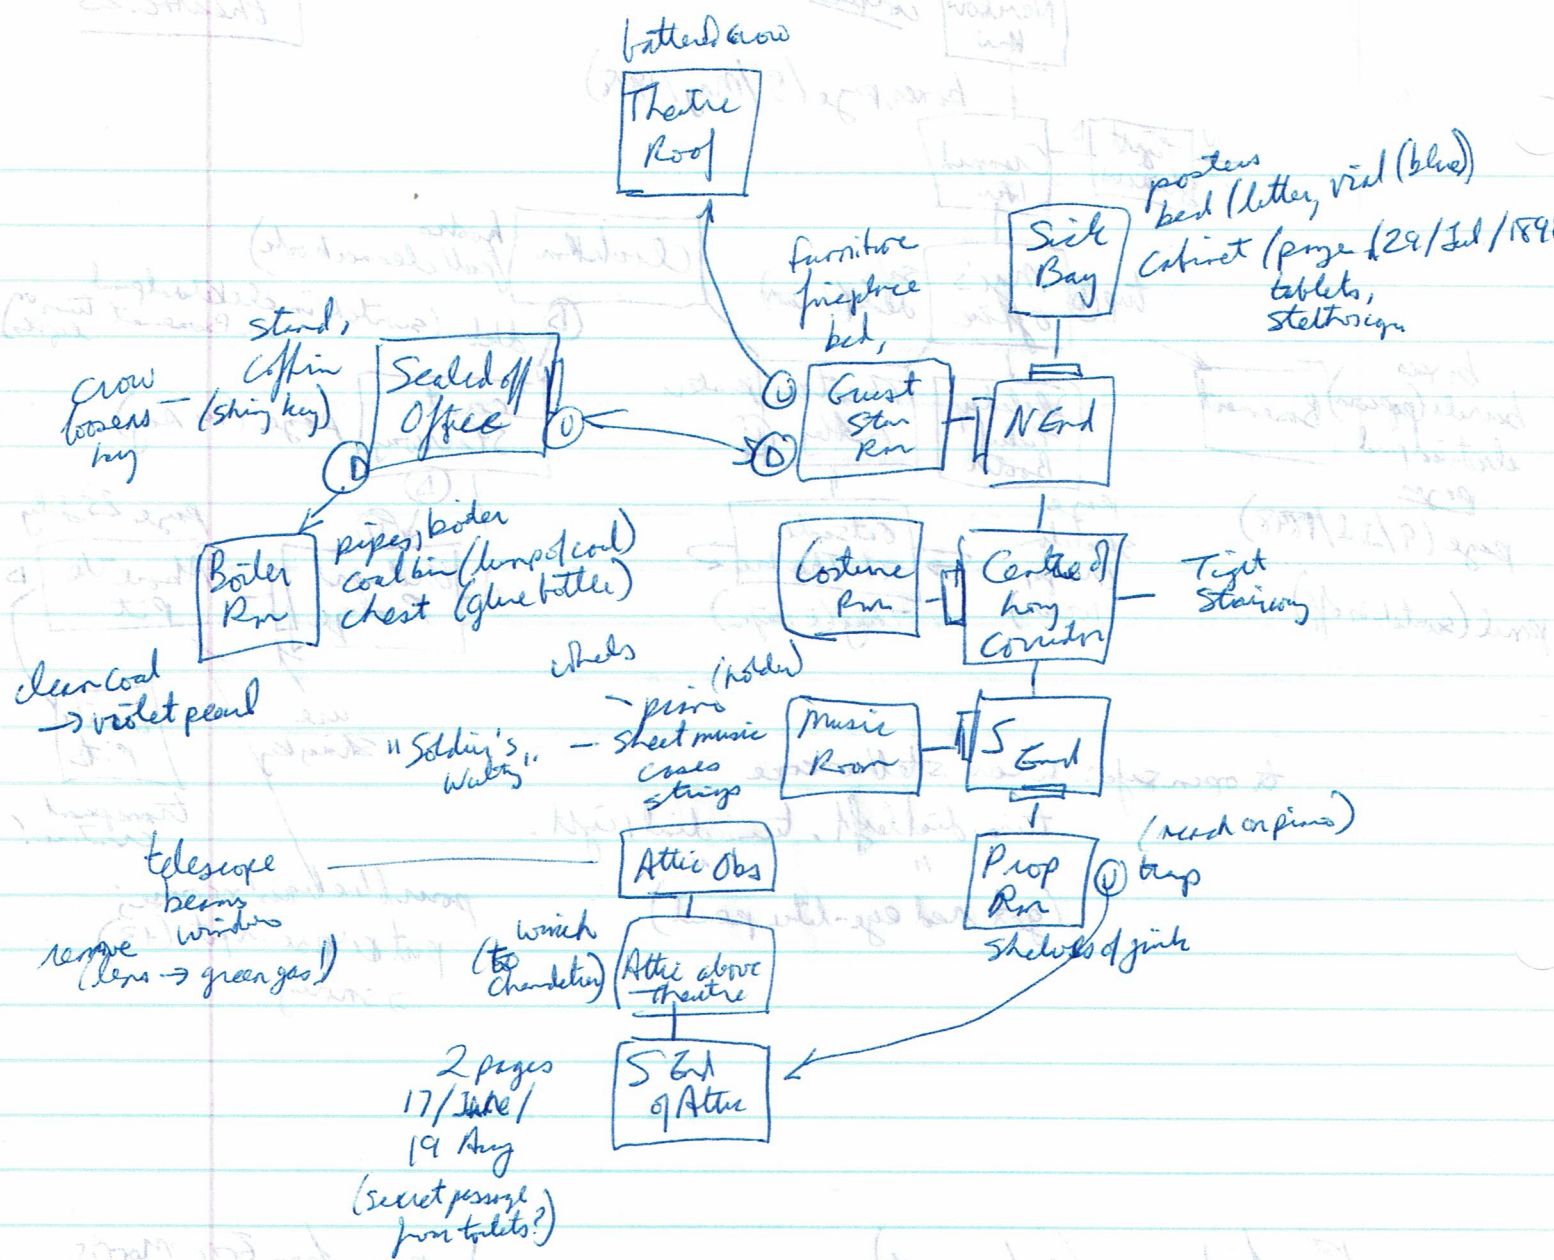 battered crow
Theatre
Roof
posters
bed (letter, vial (blue))
Sick
Bay
Cabinet (page (29/Jul/189
tablets,
furniture
fireplace
bed,
stand,
coffin
(shiny key)
crow
loosens
key
Sealed off
Office
U
U
D
Guest
Star
Rm
N End
D
Boiler
Rm
pipes, boiler
coal bin (lump of coal)
chest (glue bottle)
Costume
Rm
Centre of
Long
Corridor
Tight
Stairway
clean coal
→ violet pearl
wheels
(holder)
– piano
"Soldier's
Waltz"
– sheet music
cases
strings
Music
Room
S
End
telescope
beams
window
remove
(lens → green gas!)
Attic Obs
Prop
Rm
U
(reach on piano)
trap
shelves of junk
winch
(to
chandelier)
Attic above
theatre
2 pages
17/June/
19 Aug
S End
of Attic
(secret passage
from toilets?)